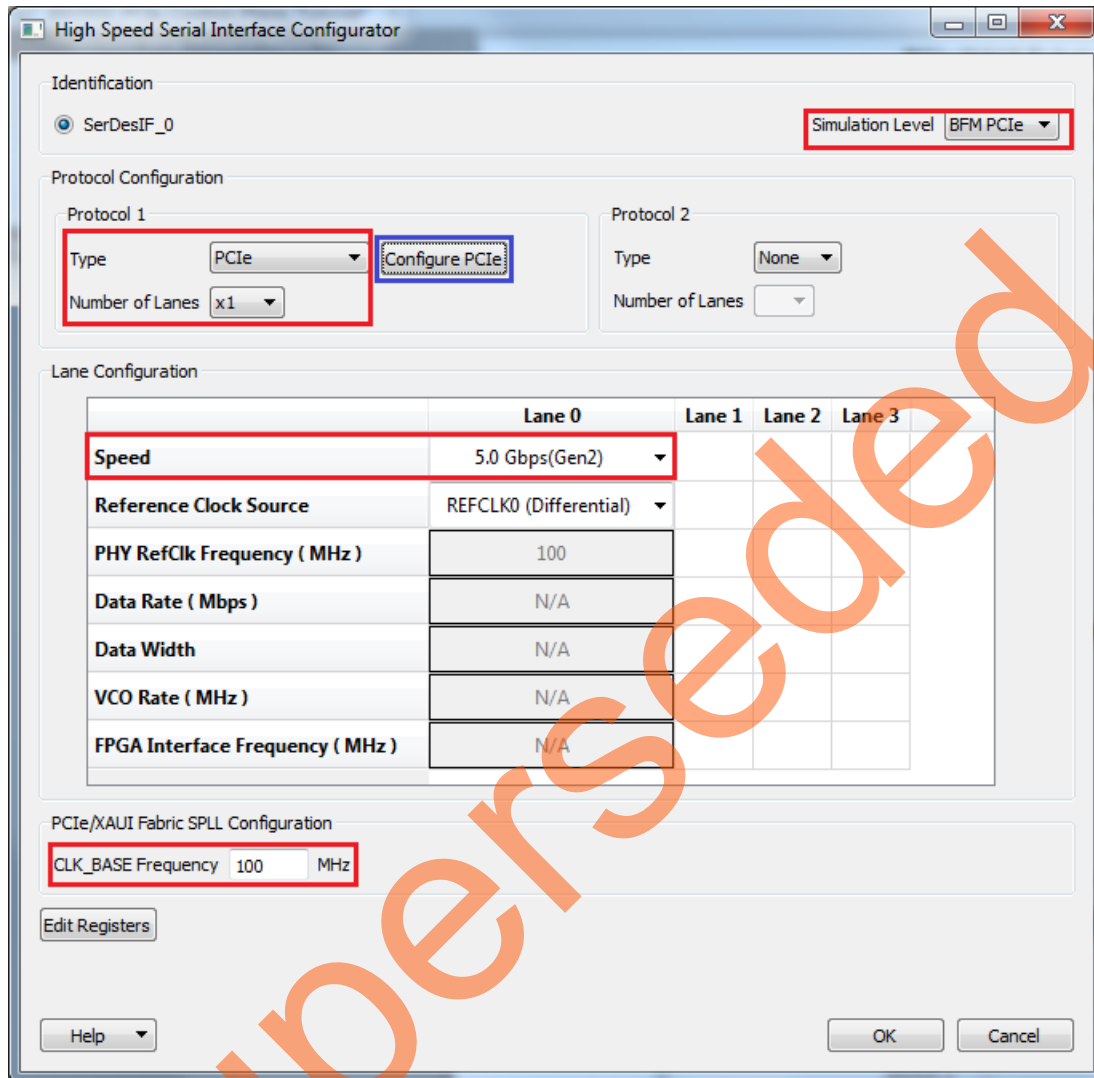 High Speed Serial Interface Configurator
Identification
SerDesIF_0
Simulation Level BFM PCIe
Protocol Configuration
Protocol 1
Type PCIe Configure PCIe
Number of Lanes x1
Protocol 2
Type None
Number of Lanes
Lane Configuration
Lane 0 Lane 1 Lane 2 Lane 3
Speed 5.0 Gbps(Gen2)
Reference Clock Source REFCLK0 (Differential)
PHY RefClk Frequency ( MHz ) 100
Data Rate ( Mbps ) N/A
Data Width N/A
VCO Rate ( MHz ) N/A
FPGA Interface Frequency ( MHz ) N/A
PCIe/XAUI Fabric SPLL Configuration
CLK_BASE Frequency 100 MHz
Edit Registers
Help OK Cancel
uperseded